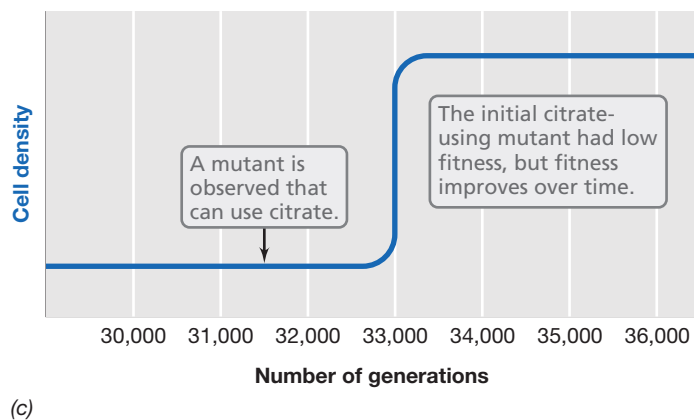 Cell density
A mutant is
observed that
can use citrate.
The initial citrate-
using mutant had low
fitness, but fitness
improves over time.
30,000 31,000 32,000 33,000 34,000 35,000 36,000
Number of generations
(c)